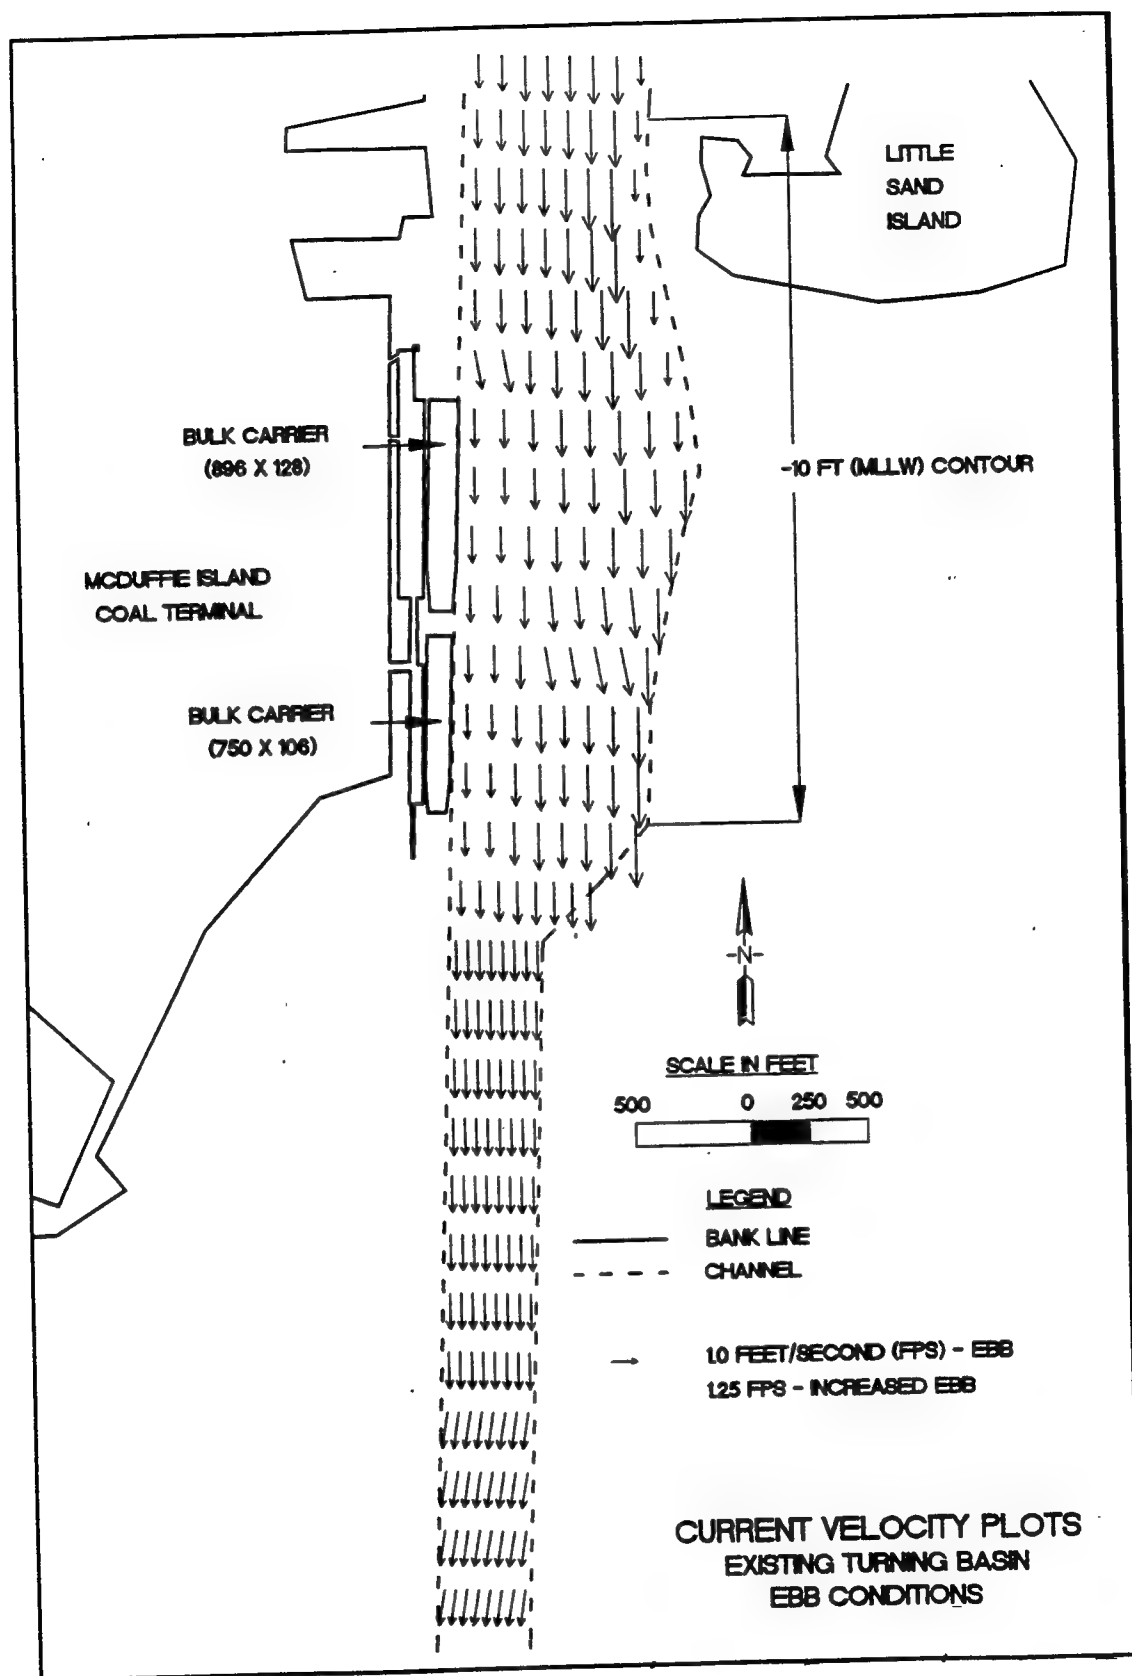 LITTLE
SAND
ISLAND
BULK CARRIER
(896 X 128)
-10 FT (MLLW) CONTOUR
MCDUFFIE ISLAND
COAL TERMINAL
BULK CARRIER
(750 X 106)
-N-
SCALE IN FEET
500 0 250 500
LEGEND
BANK LINE
CHANNEL
1.0 FEET/SECOND (FPS) - EBB
1.25 FPS - INCREASED EBB
CURRENT VELOCITY PLOTS
EXISTING TURNING BASIN
EBB CONDITIONS